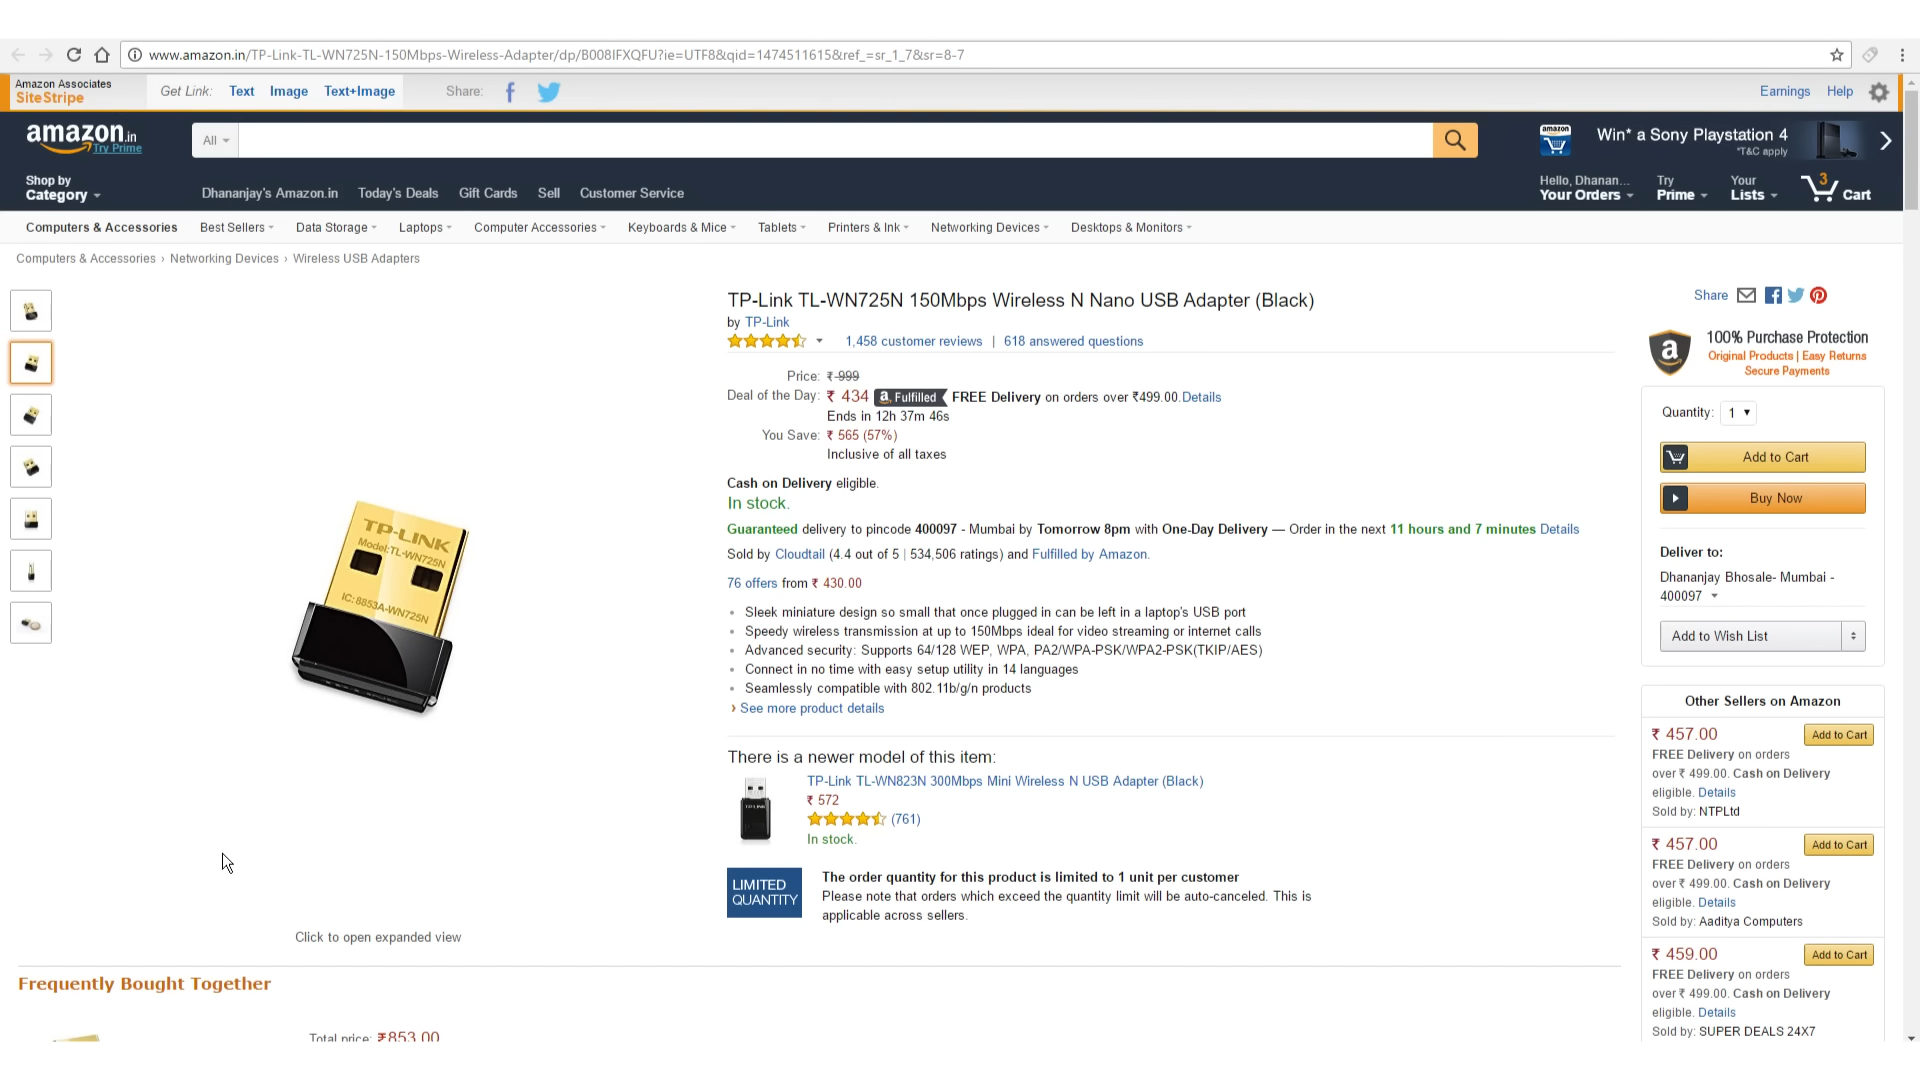 www.amazon.in/TP-Link-TL-WN725N-150Mbps-Wireless-Adapter/dp/B008IFXQFU?ie=UTF8&qid=1474511615&ref_=sr_1_7&sr=8-7
Amazon Associates
SiteStripe
Get Link: Text Image Text+Image Share:
Earnings Help
amazon.in
Try Prime
All
amazon
Win* a Sony Playstation 4
*T&C apply
Shop by
Category
Dhananjay's Amazon.in Today's Deals Gift Cards Sell Customer Service
Hello, Dhanan...
Your Orders
Try
Prime
Your
Lists
3
Cart
Computers & Accessories Best Sellers Data Storage Laptops Computer Accessories Keyboards & Mice Tablets Printers & Ink Networking Devices Desktops & Monitors
Computers & Accessories › Networking Devices › Wireless USB Adapters
TP-LINK
Model:TL-WN725N
IC: 8853A-WN725N
Click to open expanded view
TP-Link TL-WN725N 150Mbps Wireless N Nano USB Adapter (Black)
by TP-Link
1,458 customer reviews | 618 answered questions
Price: ₹ 999
Deal of the Day: ₹ 434 a Fulfilled FREE Delivery on orders over ₹499.00.Details
Ends in 12h 37m 46s
You Save: ₹ 565 (57%)
Inclusive of all taxes
Cash on Delivery eligible.
In stock.
Guaranteed delivery to pincode 400097 - Mumbai by Tomorrow 8pm with One-Day Delivery — Order in the next 11 hours and 7 minutes Details
Sold by Cloudtail (4.4 out of 5 | 534,506 ratings) and Fulfilled by Amazon.
76 offers from ₹ 430.00
• Sleek miniature design so small that once plugged in can be left in a laptop's USB port
• Speedy wireless transmission at up to 150Mbps ideal for video streaming or internet calls
• Advanced security: Supports 64/128 WEP, WPA, PA2/WPA-PSK/WPA2-PSK(TKIP/AES)
• Connect in no time with easy setup utility in 14 languages
• Seamlessly compatible with 802.11b/g/n products
› See more product details
There is a newer model of this item:
TP-Link TL-WN823N 300Mbps Mini Wireless N USB Adapter (Black)
₹ 572
(761)
In stock.
TP-LINK
LIMITED
QUANTITY
The order quantity for this product is limited to 1 unit per customer
Please note that orders which exceed the quantity limit will be auto-canceled. This is
applicable across sellers.
Share
a
100% Purchase Protection
Original Products | Easy Returns
Secure Payments
Quantity: 1
Add to Cart
Buy Now
Deliver to:
Dhananjay Bhosale- Mumbai -
400097
Add to Wish List
Other Sellers on Amazon
₹ 457.00 Add to Cart
FREE Delivery on orders
over ₹ 499.00. Cash on Delivery
eligible. Details
Sold by: NTPLtd
₹ 457.00 Add to Cart
FREE Delivery on orders
over ₹ 499.00. Cash on Delivery
eligible. Details
Sold by: Aaditya Computers
₹ 459.00 Add to Cart
FREE Delivery on orders
over ₹ 499.00. Cash on Delivery
eligible. Details
Sold by: SUPER DEALS 24X7
Frequently Bought Together
Total price: ₹853.00